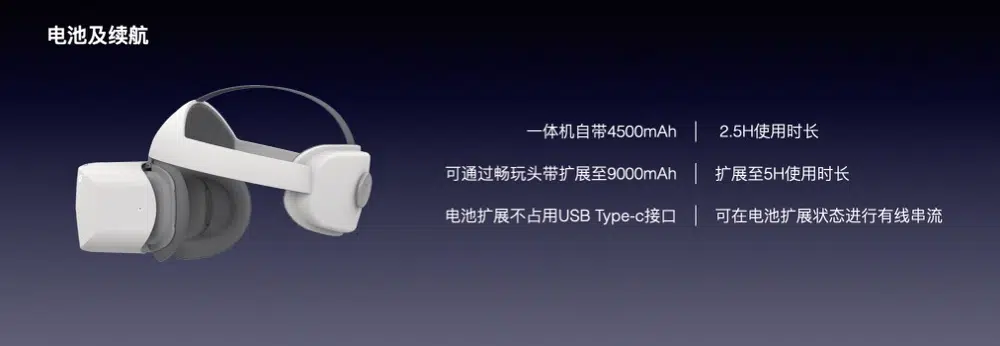 电池及续航
一体机自带4500mAh | 2.5H使用时长
可通过畅玩头带扩展至9000mAh | 扩展至5H使用时长
电池扩展不占用USB Type-c接口 | 可在电池扩展状态进行有线串流